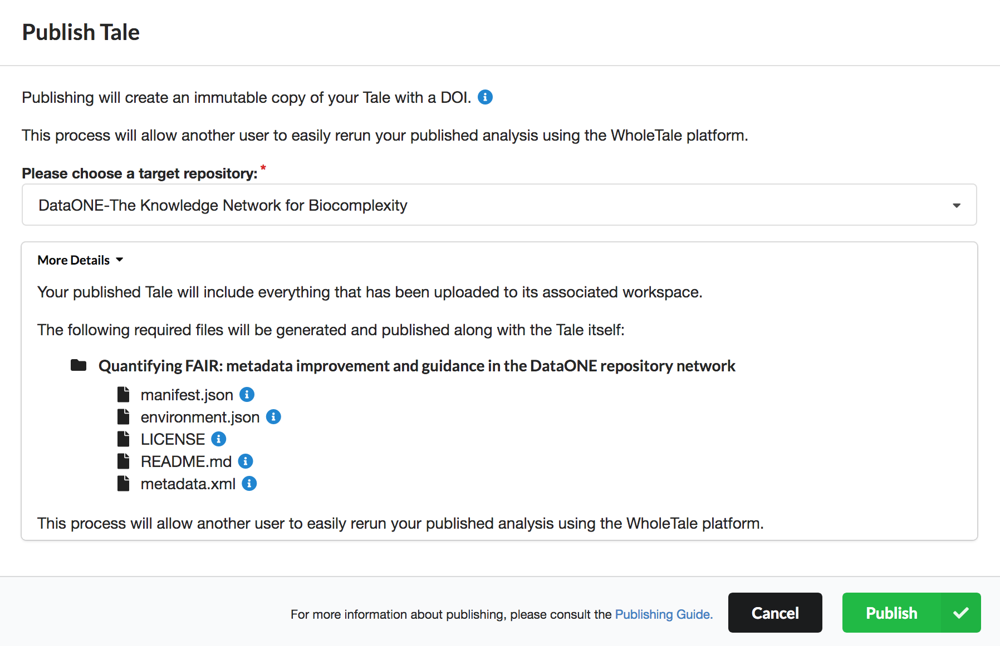 Publish Tale
Publishing will create an immutable copy of your Tale with a DOI.
This process will allow another user to easily rerun your published analysis using the WholeTale platform.
Please choose a target repository: *
DataONE-The Knowledge Network for Biocomplexity
More Details
Your published Tale will include everything that has been uploaded to its associated workspace.
The following required files will be generated and published along with the Tale itself:
Quantifying FAIR: metadata improvement and guidance in the DataONE repository network
manifest.json
environment.json
LICENSE
README.md
metadata.xml
This process will allow another user to easily rerun your published analysis using the WholeTale platform.
For more information about publishing, please consult the Publishing Guide.
Cancel
Publish